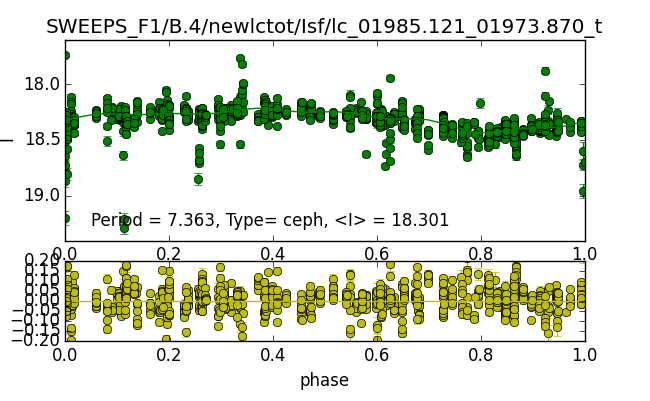 SWEEPS_F1/B.4/newlctot/Isf/lc_01985.121_01973.870_t
18.0
18.5
19.0
I
Period = 7.363, Type= ceph, <I> = 18.301
0.0 0.2 0.4 0.6 0.8 1.0
0.20
0.15
0.10
0.05
0.00
−0.05
−0.10
−0.15
−0.20
0.0 0.2 0.4 0.6 0.8 1.0
phase